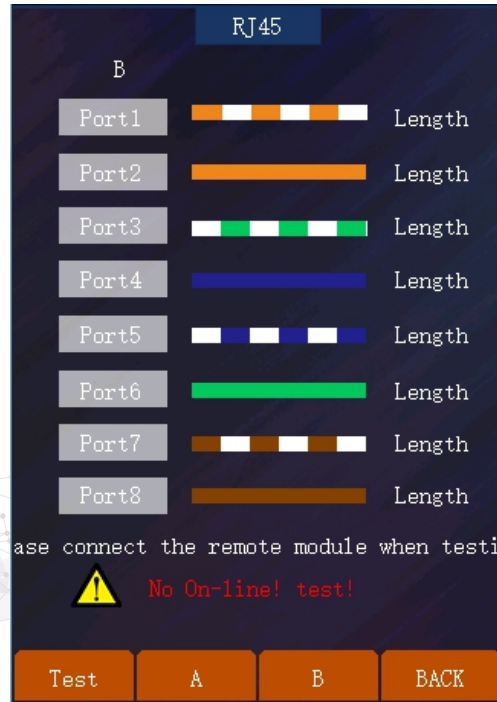 RJ45
B
Port1 Length
Port2 Length
Port3 Length
Port4 Length
Port5 Length
Port6 Length
Port7 Length
Port8 Length
ase connect the remote module when testi
No On-line! test!
Test A B BACK